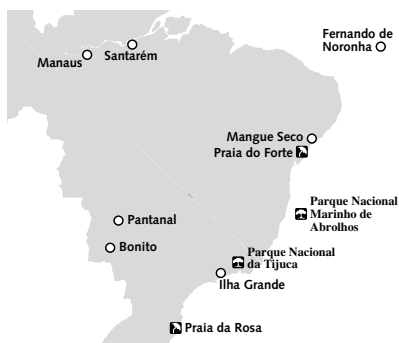 Fernando de
Noronha
Santarém
Manaus
Mangue Seco
Praia do Forte
Parque Nacional
Marinho de
Abrolhos
Pantanal
Bonito
Parque Nacional
da Tijuca
Ilha Grande
Praia da Rosa